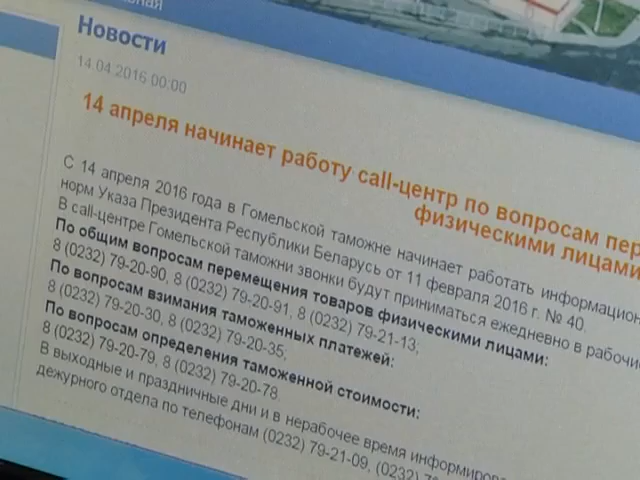 Новости
14.04.2016 00:00
14 апреля начинает работу call-центр по вопросам
физическими лицами
С 14 апреля 2016 года в Гомельской таможне начинает работать
норм Указа Президента Республики Беларусь от 11 февраля 2016 г. № 40.
В call-центре Гомельской таможни звонки будут приниматься ежедневно в
По общим вопросам перемещения товаров физическими лицами:
8 (0232) 79-20-90, 8 (0232) 79-20-91, 8 (0232) 79-21-13;
По вопросам взимания таможенных платежей:
8 (0232) 79-20-30, 8 (0232) 79-20-35;
По вопросам определения таможенной стоимости:
8 (0232) 79-20-79, 8 (0232) 79-20-78.
В выходные и праздничные дни и в нерабочее время
дежурного отдела по телефонам (0232) 79-21-09, (0232)